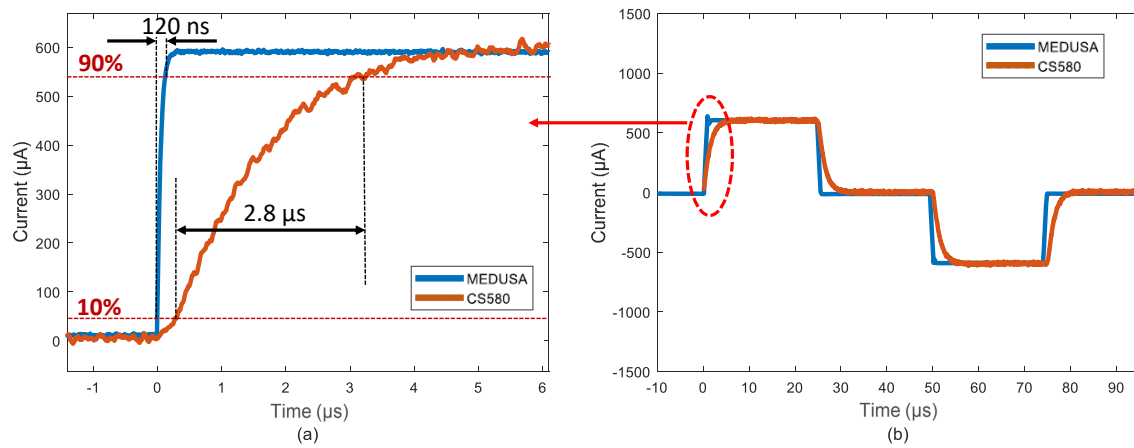 120 ns
90%
2.8 µs
10%
600
500
400
300
200
100
0
Current (µA)
MEDUSA
CS580
-1
0
1
2
3
4
5
6
Time (µs)
(a)
1500
1000
500
0
-500
-1000
-1500
Current (µA)
MEDUSA
CS580
-10
0
10
20
30
40
50
60
70
80
90
Time (µs)
(b)